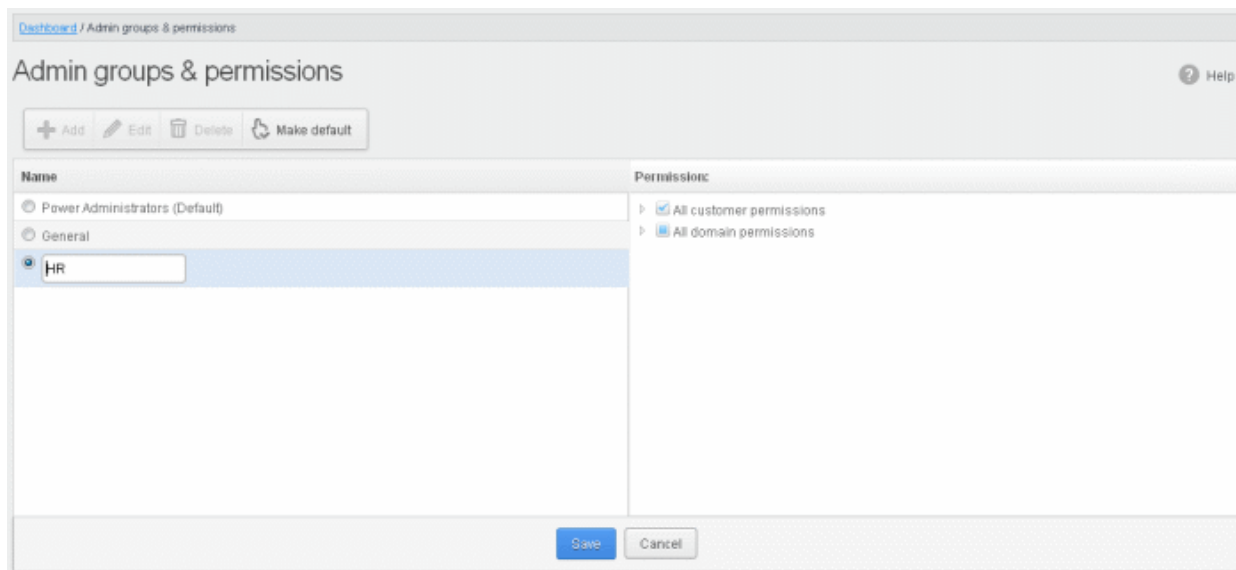 Dashboard / Admin groups & permissions
Admin groups & permissions
Help
Add Edit Delete Make default
Name
Permission:
Power Administrators (Default)
All customer permissions
General
All domain permissions
HR
Save Cancel